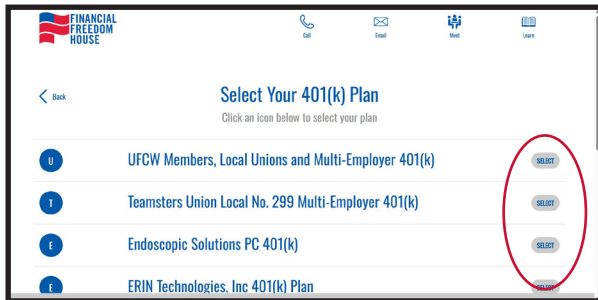 FINANCIAL
FREEDOM
HOUSE
Call
Email
Meet
Learn
Back
Select Your 401(k) Plan
Click an icon below to select your plan
U UFCW Members, Local Unions and Multi-Employer 401(k) SELECT
T Teamsters Union Local No. 299 Multi-Employer 401(k) SELECT
E Endoscopic Solutions PC 401(k) SELECT
E ERIN Technologies, Inc 401(k) Plan SELECT